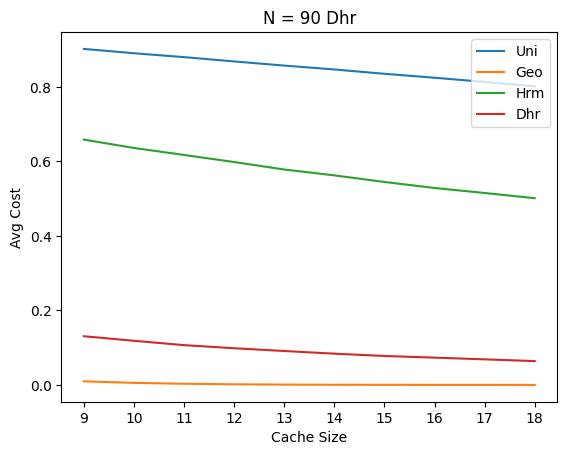 N = 90 Dhr
Uni
Geo
Hrm
Dhr
Avg Cost
0.8
0.6
0.4
0.2
0.0
9 10 11 12 13 14 15 16 17 18
Cache Size